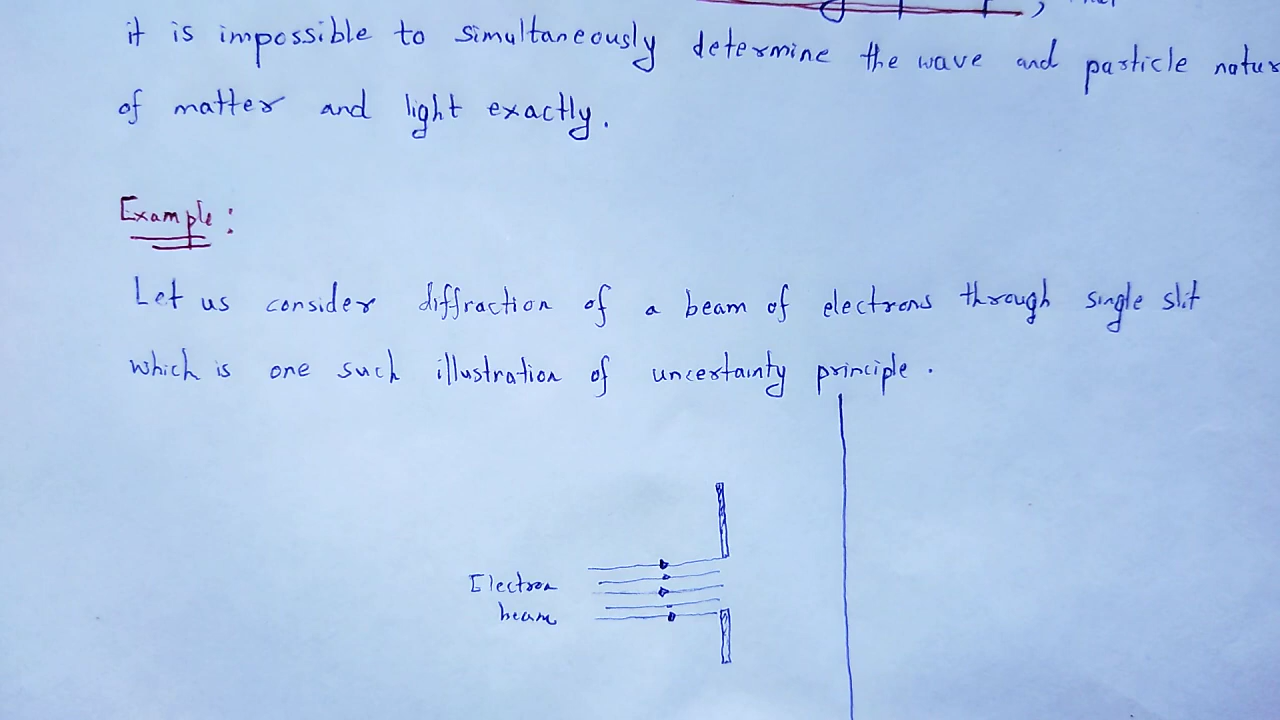 it is impossible to simultaneously determine the wave and particle natur
of matter and light exactly.
Example:
Let us consider diffraction of a beam of electrons through single slit
which is one such illustration of uncertainty principle.
Electron
beam